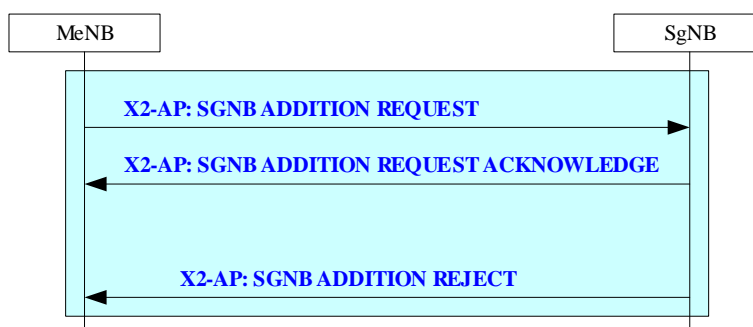 MeNB
SgNB
X2-AP: SGNB ADDITION REQUEST
X2-AP: SGNB ADDITION REQUEST ACKNOWLEDGE
X2-AP: SGNB ADDITION REJECT